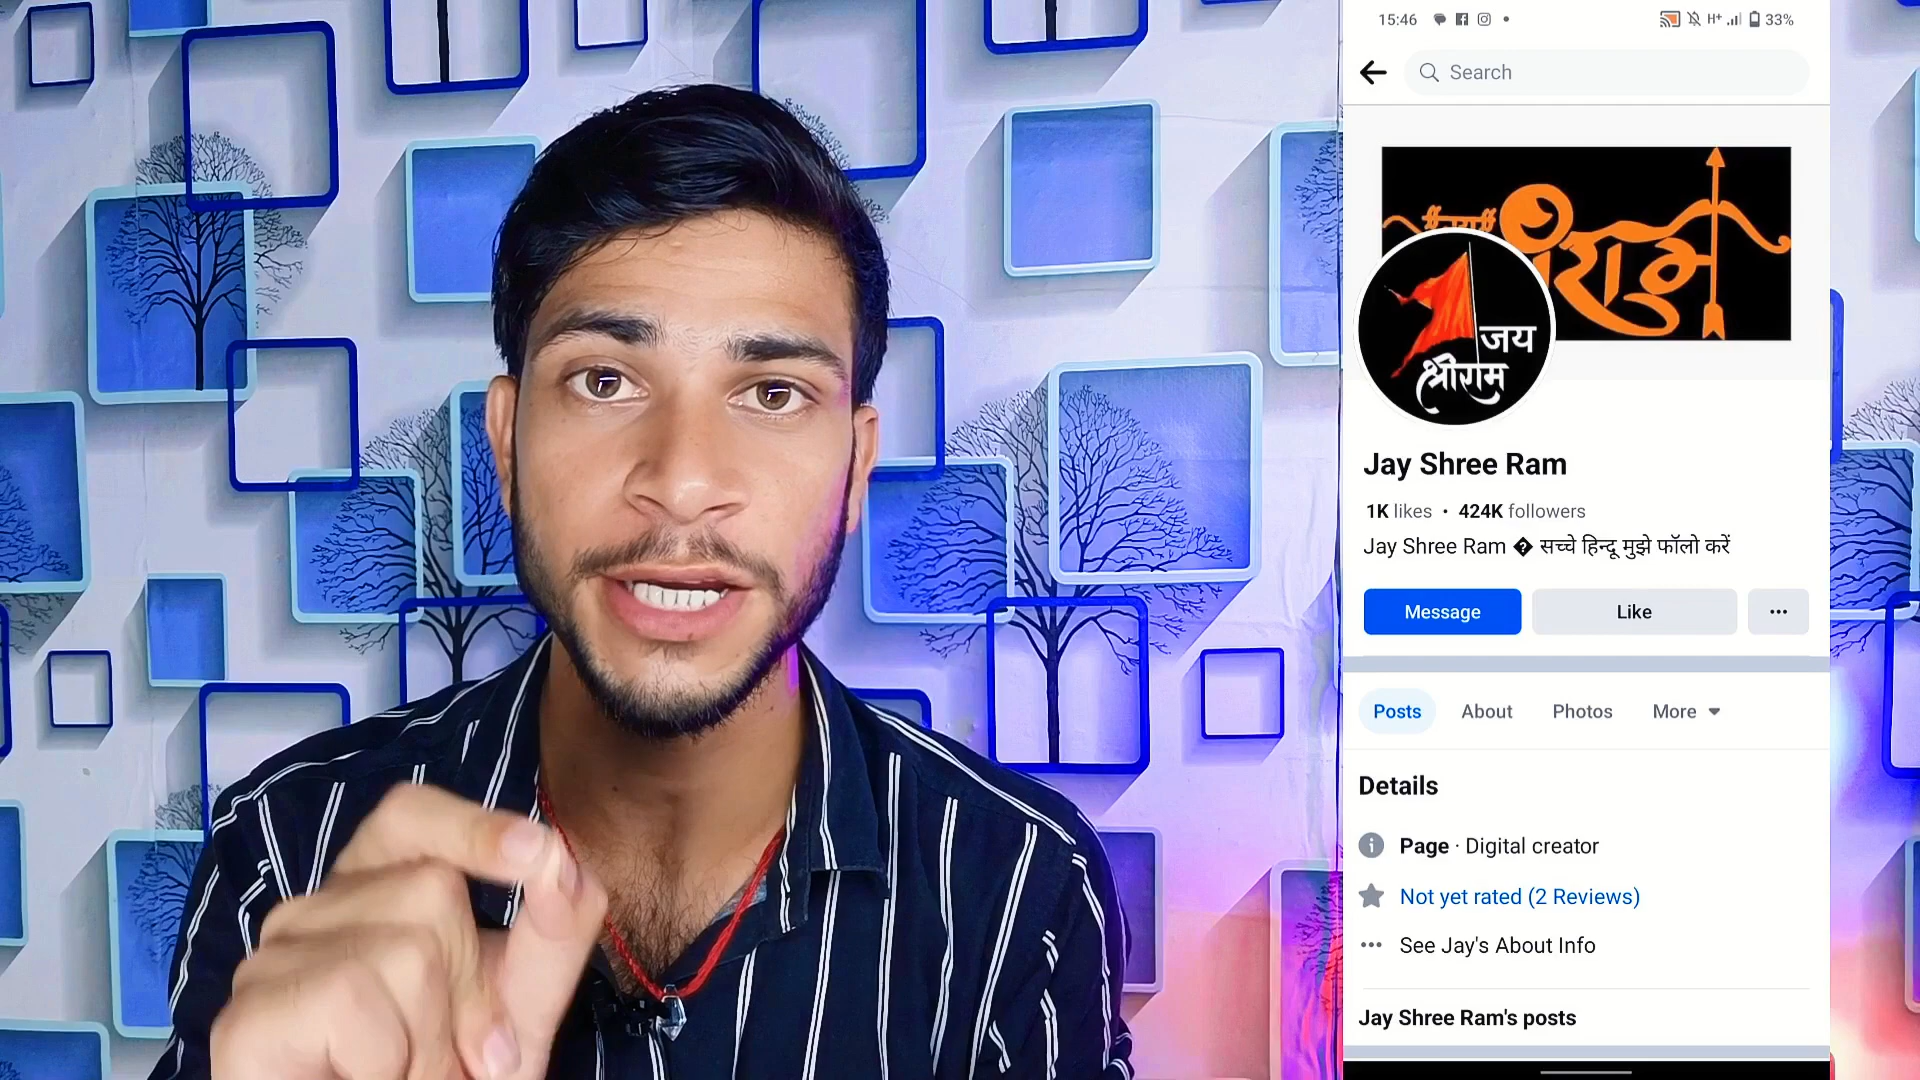 15:46 H+ 33%
Search
जय
श्रीराम
Jay Shree Ram
1K likes • 424K followers
Jay Shree Ram � सच्चे हिन्दू मुझे फॉलो करें
Message Like
Posts About Photos More
Details
Page · Digital creator
Not yet rated (2 Reviews)
See Jay's About Info
Jay Shree Ram's posts